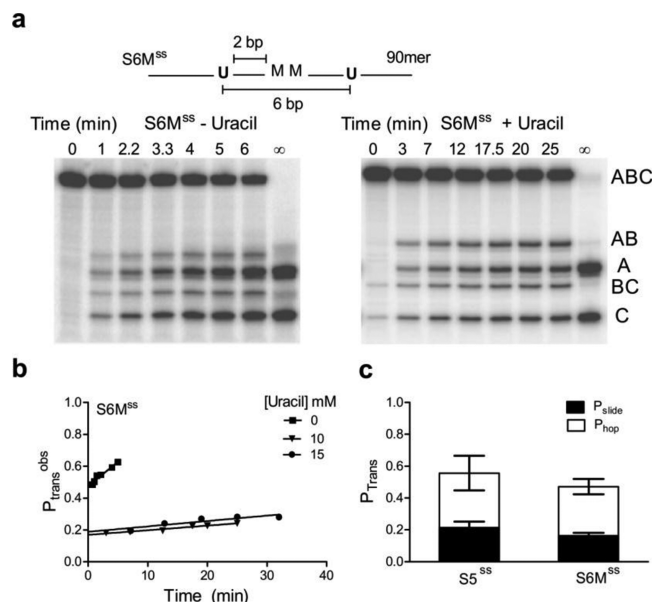 a
2 bp
S6M^ss
U
M M
U
90mer
6 bp
Time (min) S6M^ss - Uracil
0 1 2.2 3.3 4 5 6 ∞
Time (min) S6M^ss + Uracil
0 3 7 12 17.5 20 25 ∞
ABC
AB
A
BC
C
b
S6M^ss
[Uracil] mM
0
10
15
P_trans^obs
1.0
0.8
0.6
0.4
0.2
0.0
0 10 20 30 40
Time (min)
c
P_slide
P_hop
P_Trans
1.0
0.8
0.6
0.4
0.2
0.0
S5^ss S6M^ss